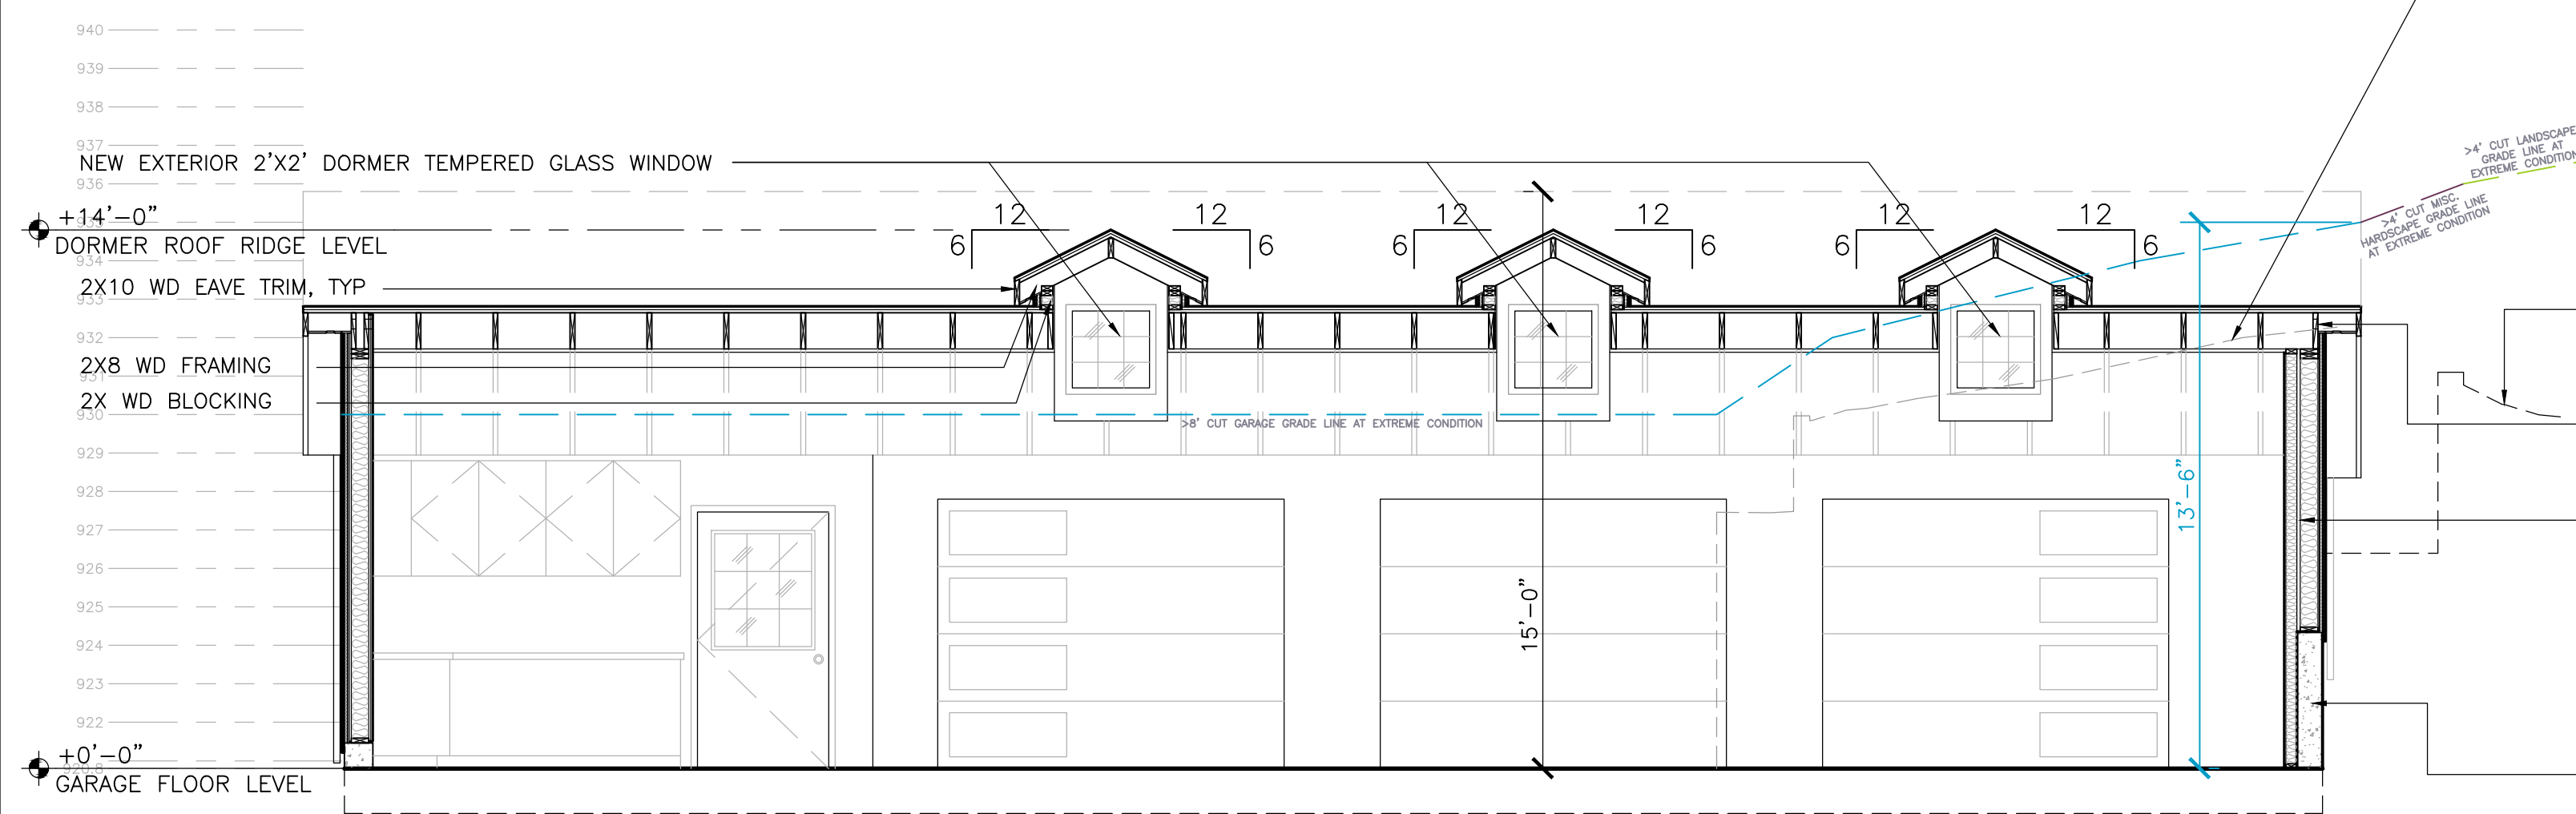 940
939
938
937
NEW EXTERIOR 2'X2' DORMER TEMPERED GLASS WINDOW
936
+14'-0"
935
DORMER ROOF RIDGE LEVEL
934
2X10 WD EAVE TRIM, TYP
933
932
2X8 WD FRAMING
931
2X WD BLOCKING
930
929
928
927
926
925
924
923
922
+0'-0"
920.8
GARAGE FLOOR LEVEL
12
6
12
6
12
6
12
6
12
6
12
6
>8' CUT GARAGE GRADE LINE AT EXTREME CONDITION
15'-0"
13'-6"
>4' CUT LANDSCAPE
GRADE LINE AT
EXTREME CONDITION
>4' CUT MISC.
HARDSCAPE GRADE LINE
AT EXTREME CONDITION